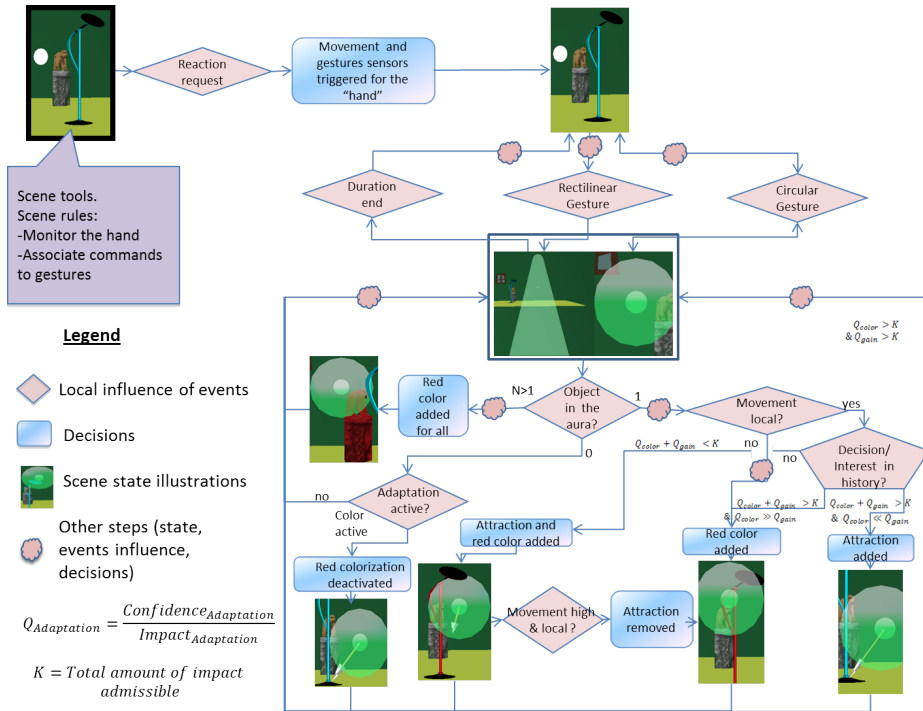 Reaction
request
Movement and
gestures sensors
triggered for the
“hand”
Scene tools.
Scene rules:
-Monitor the hand
-Associate commands
to gestures
Duration
end
Rectilinear
Gesture
Circular
Gesture
Legend
Local influence of events
Decisions
Scene state illustrations
Other steps (state,
events influence,
decisions)
Q_Adaptation = Confidence_Adaptation / Impact_Adaptation
K = Total amount of impact
admissible
Q_color > K
& Q_gain > K
Red
color
added
for all
N>1
Object
in the
aura?
1
0
Movement
local?
yes
no
Decision/
Interest in
history?
no
Q_color + Q_gain < K
Q_color + Q_gain > K
& Q_color ≫ Q_gain
Q_color + Q_gain > K
& Q_color ≪ Q_gain
no
Adaptation
active?
Color
active
Attraction and
red color added
Red color
added
Attraction added
Red colorization
deactivated
Movement high
& local ?
Attraction
removed